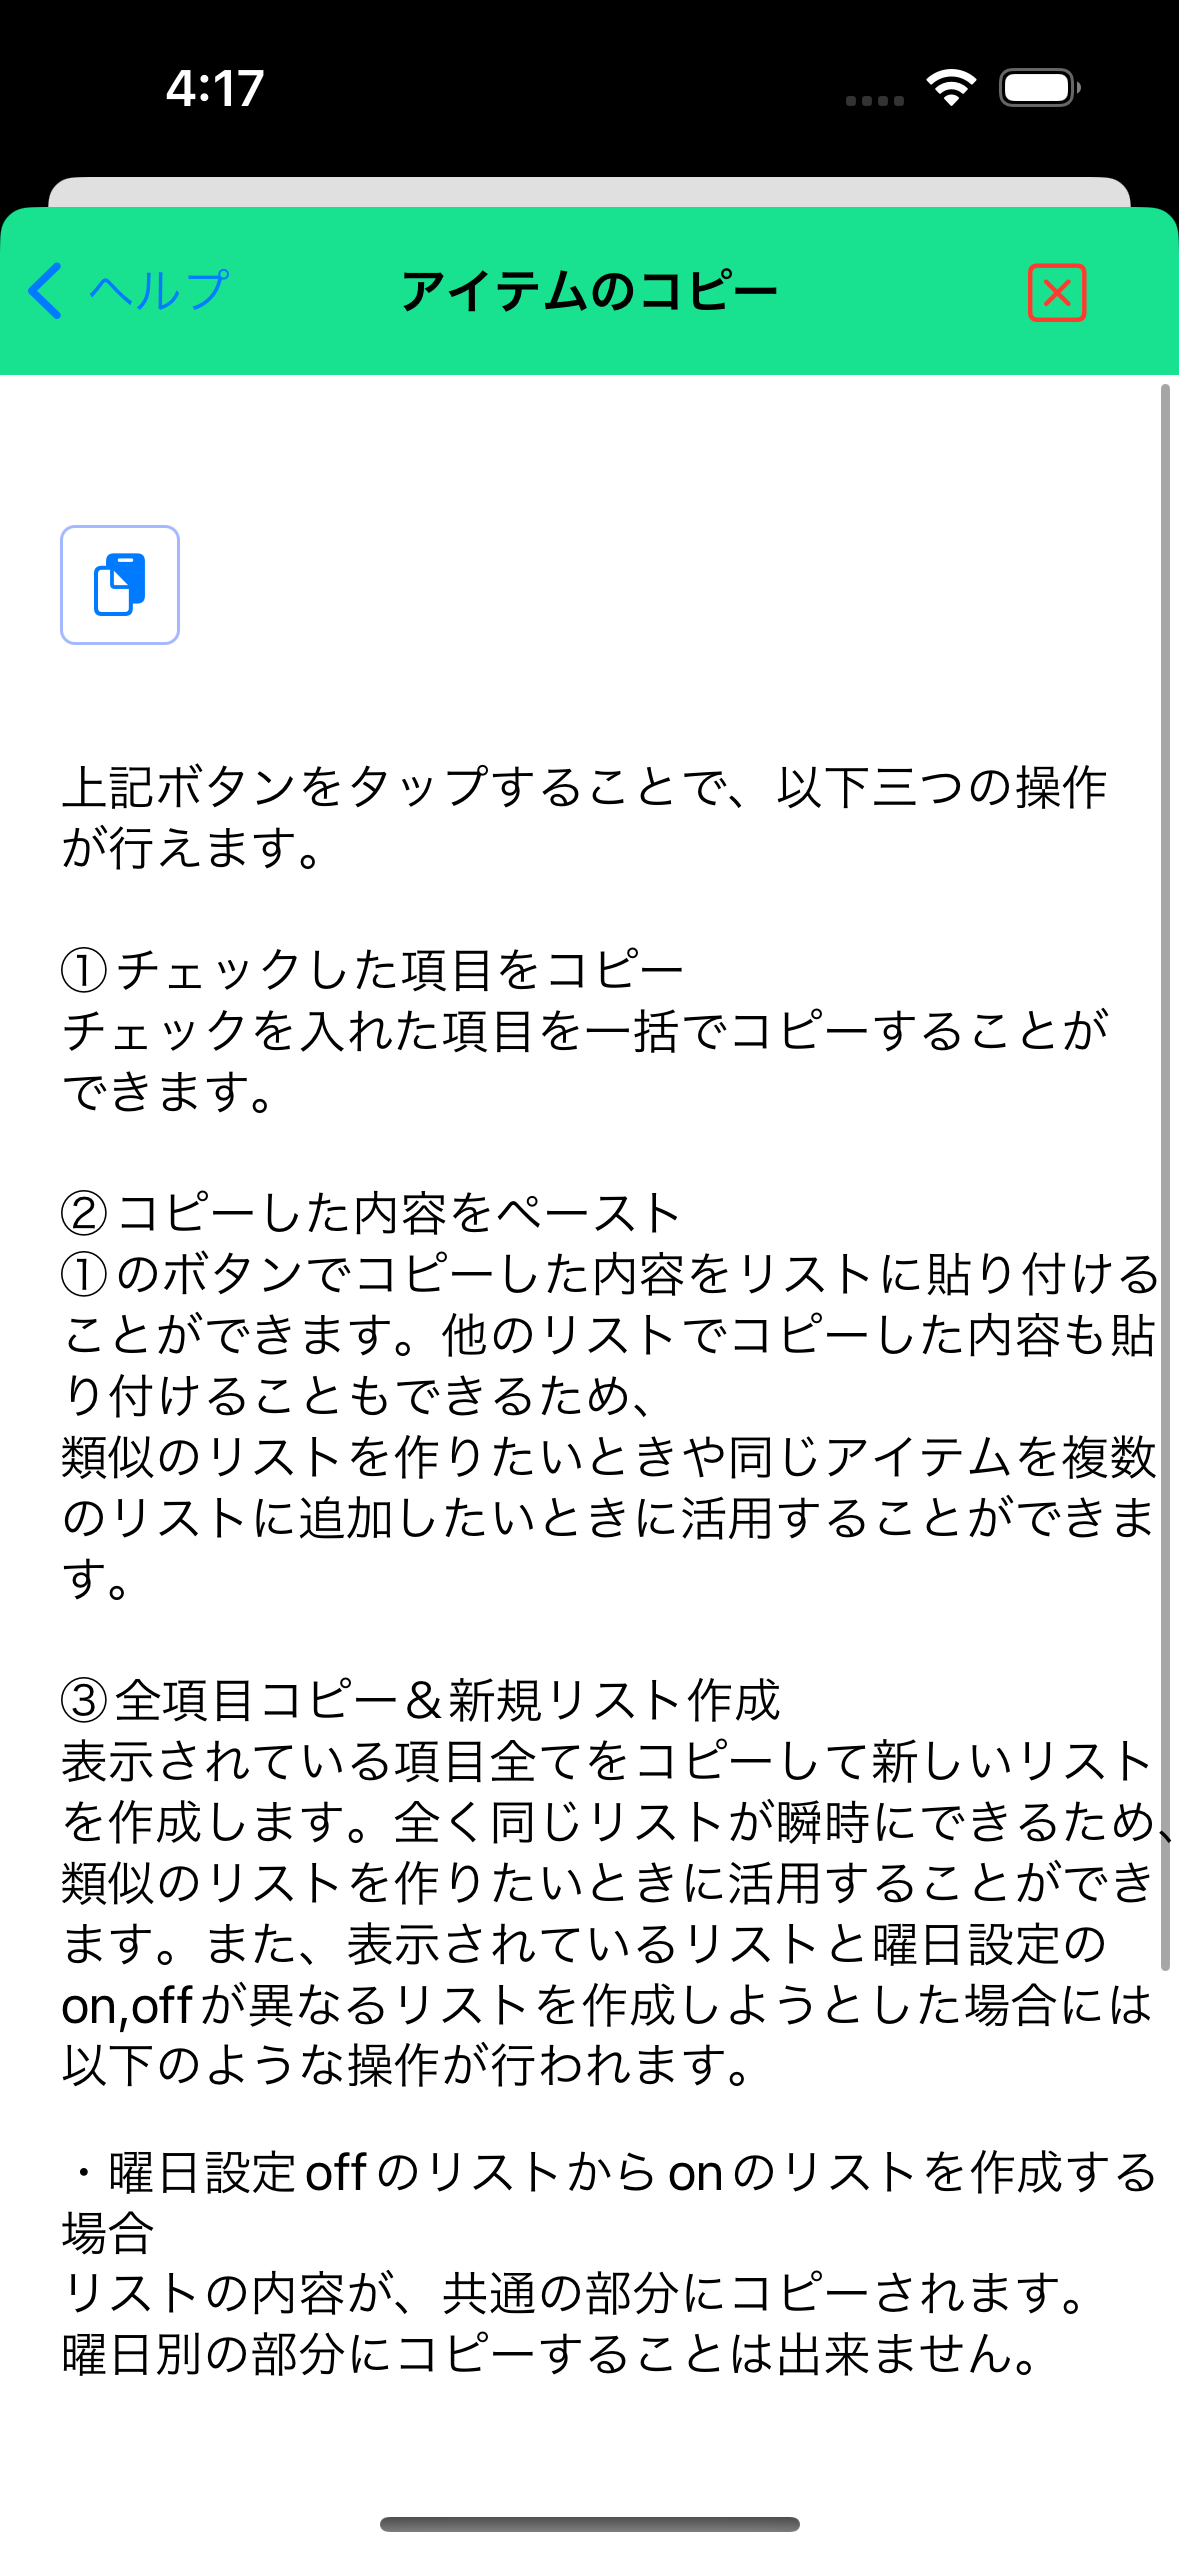 4:17
ヘルプ
アイテムのコピー
上記ボタンをタップすることで、以下三つの操作
が行えます。
①チェックした項目をコピー
チェックを入れた項目を一括でコピーすることが
できます。
②コピーした内容をペースト
①のボタンでコピーした内容をリストに貼り付ける
ことができます。他のリストでコピーした内容も貼
り付けることもできるため、
類似のリストを作りたいときや同じアイテムを複数
のリストに追加したいときに活用することができま
す。
③全項目コピー＆新規リスト作成
表示されている項目全てをコピーして新しいリスト
を作成します。全く同じリストが瞬時にできるため、
類似のリストを作りたいときに活用することができ
ます。また、表示されているリストと曜日設定の
on,offが異なるリストを作成しようとした場合には
以下のような操作が行われます。
・曜日設定offのリストからonのリストを作成する
場合
リストの内容が、共通の部分にコピーされます。
曜日別の部分にコピーすることは出来ません。